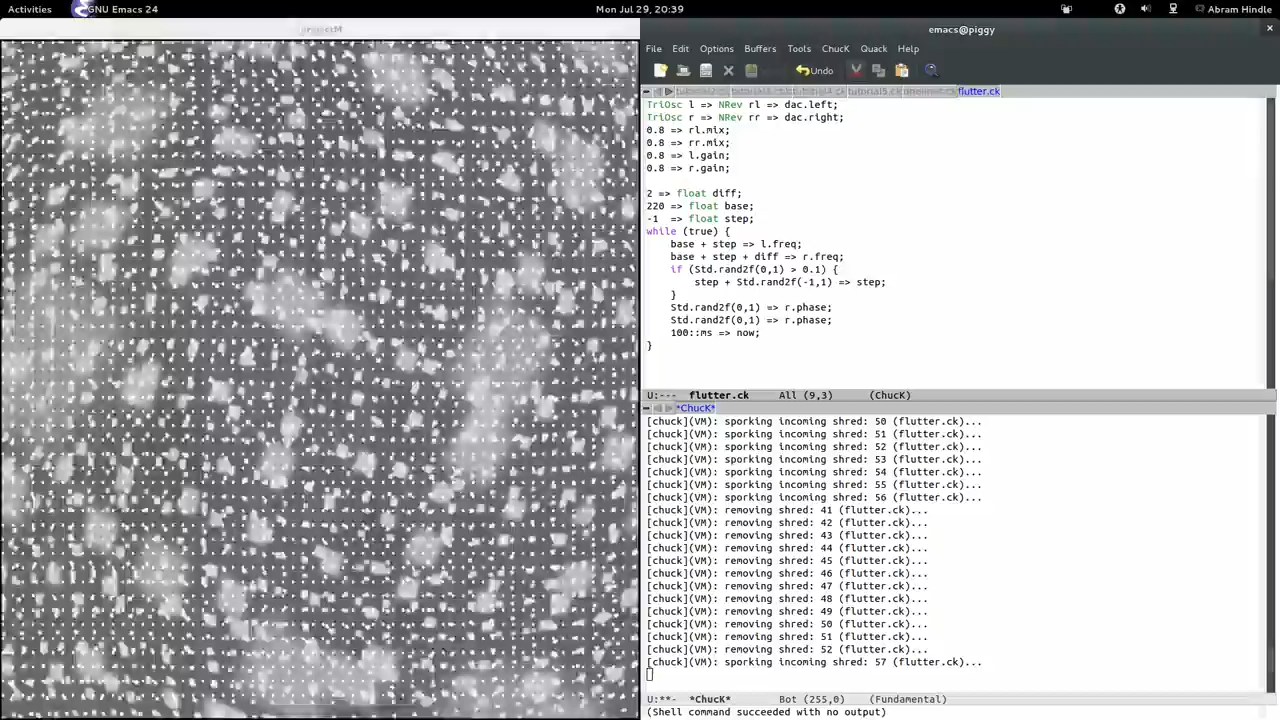 Activities GNU Emacs 24 Mon Jul 29, 20:39 Abram Hindle
projectM
emacs@piggy
File Edit Options Buffers Tools ChucK Quack Help
Undo
tutorial5.ck flutter.ck
TriOsc l => NRev rl => dac.left;
TriOsc r => NRev rr => dac.right;
0.8 => rl.mix;
0.8 => rr.mix;
0.8 => l.gain;
0.8 => r.gain;
2 => float diff;
220 => float base;
-1  => float step;
while (true) {
    base + step => l.freq;
    base + step + diff => r.freq;
    if (Std.rand2f(0,1) > 0.1) {
        step + Std.rand2f(-1,1) => step;
    }
    Std.rand2f(0,1) => r.phase;
    Std.rand2f(0,1) => r.phase;
    100::ms => now;
}
U:--- flutter.ck All (9,3) (ChucK)
*ChucK*
[chuck](VM): sporking incoming shred: 50 (flutter.ck)...
[chuck](VM): sporking incoming shred: 51 (flutter.ck)...
[chuck](VM): sporking incoming shred: 52 (flutter.ck)...
[chuck](VM): sporking incoming shred: 53 (flutter.ck)...
[chuck](VM): sporking incoming shred: 54 (flutter.ck)...
[chuck](VM): sporking incoming shred: 55 (flutter.ck)...
[chuck](VM): sporking incoming shred: 56 (flutter.ck)...
[chuck](VM): removing shred: 41 (flutter.ck)...
[chuck](VM): removing shred: 42 (flutter.ck)...
[chuck](VM): removing shred: 43 (flutter.ck)...
[chuck](VM): removing shred: 44 (flutter.ck)...
[chuck](VM): removing shred: 45 (flutter.ck)...
[chuck](VM): removing shred: 46 (flutter.ck)...
[chuck](VM): removing shred: 47 (flutter.ck)...
[chuck](VM): removing shred: 48 (flutter.ck)...
[chuck](VM): removing shred: 49 (flutter.ck)...
[chuck](VM): removing shred: 50 (flutter.ck)...
[chuck](VM): removing shred: 51 (flutter.ck)...
[chuck](VM): removing shred: 52 (flutter.ck)...
[chuck](VM): sporking incoming shred: 57 (flutter.ck)...
U:**- *ChucK* Bot (255,0) (Fundamental)
(Shell command succeeded with no output)